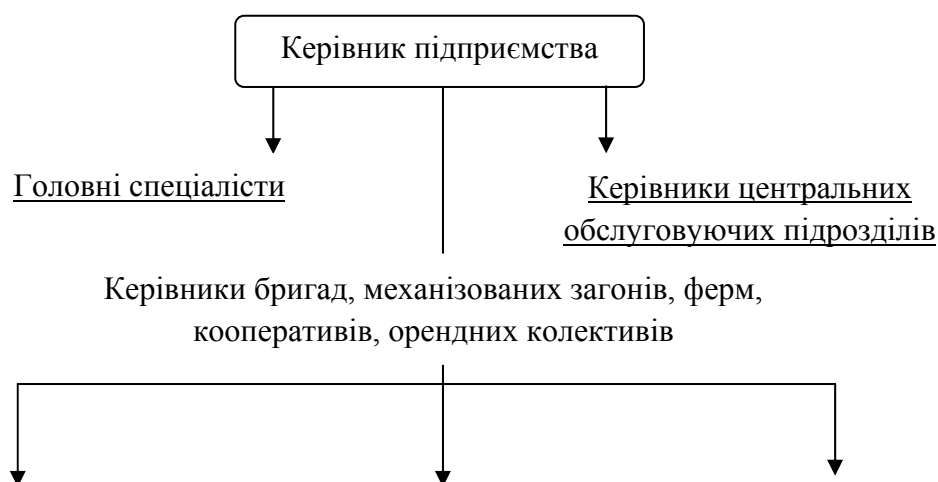 Керівник підприємства
Головні спеціалісти
Керівники центральних
обслуговуючих підрозділів
Керівники бригад, механізованих загонів, ферм,
кооперативів, орендних колективів